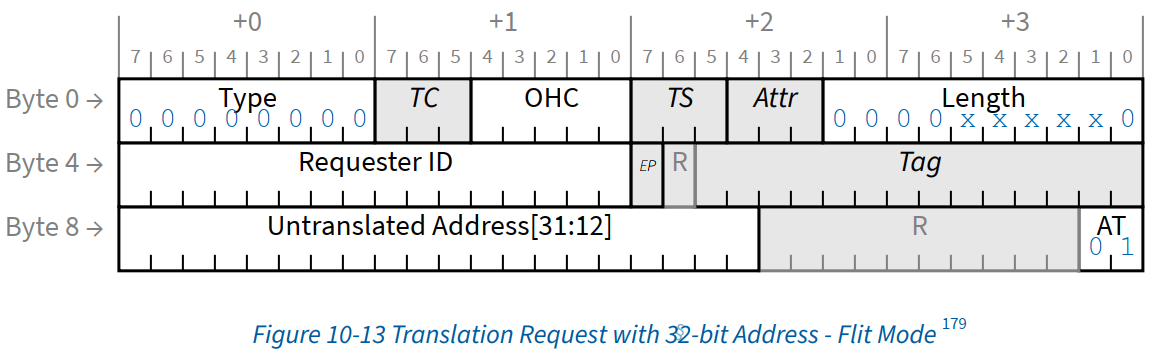 +0 +1 +2 +3
7 6 5 4 3 2 1 0 7 6 5 4 3 2 1 0 7 6 5 4 3 2 1 0 7 6 5 4 3 2 1 0
Byte 0 → Type TC OHC TS Attr Length
0 0 0 0 0 0 0 0 0 0 0 0 x x x x x 0
Byte 4 → Requester ID EP R Tag
Byte 8 → Untranslated Address[31:12] R AT
0 1
Figure 10-13 Translation Request with 32-bit Address - Flit Mode 179